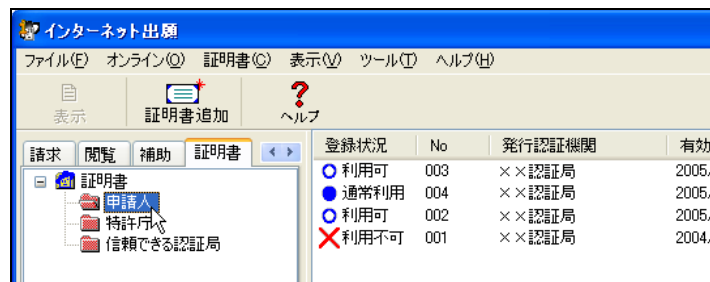 インターネット出願
ファイル(F) オンライン(O) 証明書(C) 表示(V) ツール(T) ヘルプ(H)
表示 証明書追加 ヘルプ
請求 閲覧 補助 証明書
登録状況 No 発行認証機関 有効
証明書
申請人
特許庁
信頼できる認証局
利用可 003 ××認証局 2005/
通常利用 004 ××認証局 2005/
利用可 002 ××認証局 2005/
利用不可 001 ××認証局 2004/